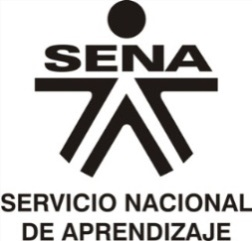 SENA
SERVICIO NACIONAL
DE APRENDIZAJE